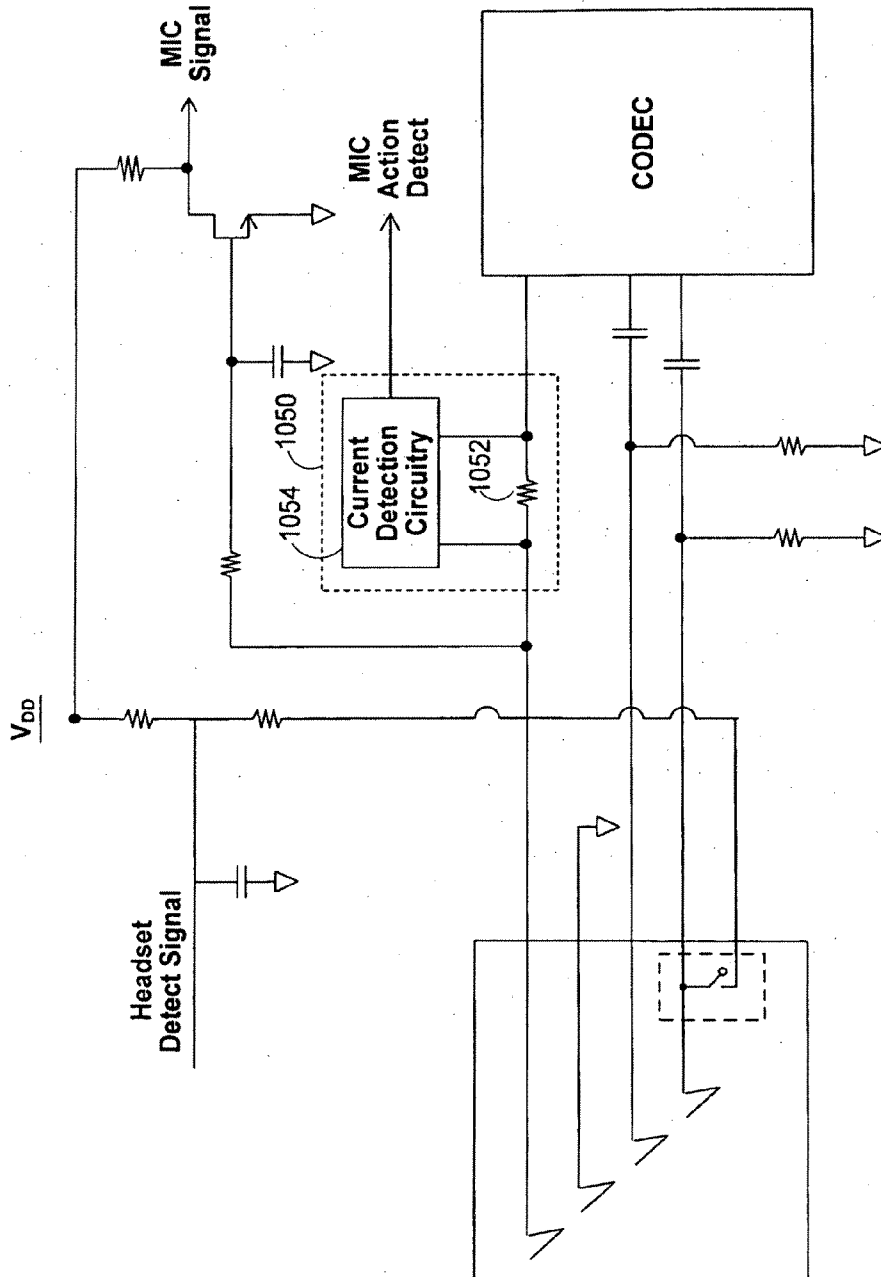 MIC
Signal
MIC
Action
Detect
CODEC
1050
1054
Current
Detection
Circuitry
1052
V_DD
Headset
Detect Signal